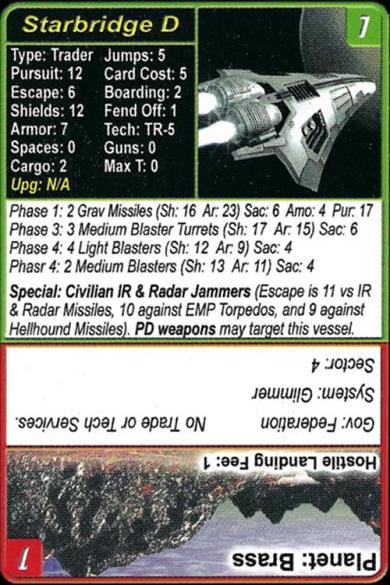 Starbridge D
1
Type: Trader Jumps: 5
Pursuit: 12 Card Cost: 5
Escape: 6 Boarding: 2
Shields: 12 Fend Off: 1
Armor: 7 Tech: TR-5
Spaces: 0 Guns: 0
Cargo: 2 Max T: 0
Upg: N/A
Phase 1: 2 Grav Missiles (Sh: 16 Ar: 23) Sac: 6 Amo: 4 Pur: 17
Phase 3: 3 Medium Blaster Turrets (Sh: 17 Ar: 15) Sac: 6
Phase 4: 4 Light Blasters (Sh: 12 Ar: 9) Sac: 4
Phasr 4: 2 Medium Blasters (Sh: 13 Ar: 11) Sac: 4
Special: Civilian IR & Radar Jammers (Escape is 11 vs IR
& Radar Missiles, 10 against EMP Torpedos, and 9 against
Hellhound Missiles). PD weapons may target this vessel.
Planet: Brass
1
Hostile Landing Fee: 1
Gov: Federation No Trade or Tech Services.
System: Glimmer
Sector: 4